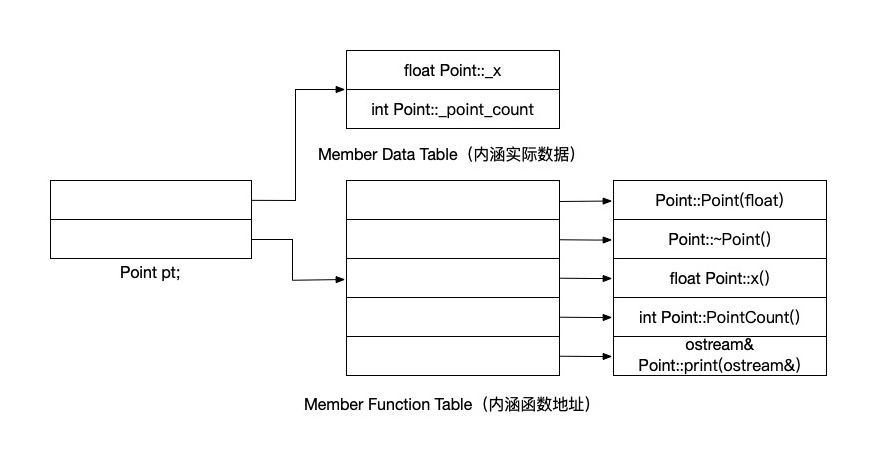 float Point::_x
int Point::_point_count
Member Data Table（内涵实际数据）
Point pt;
Point::Point(float)
Point::~Point()
float Point::x()
int Point::PointCount()
ostream&
Point::print(ostream&)
Member Function Table（内涵函数地址）